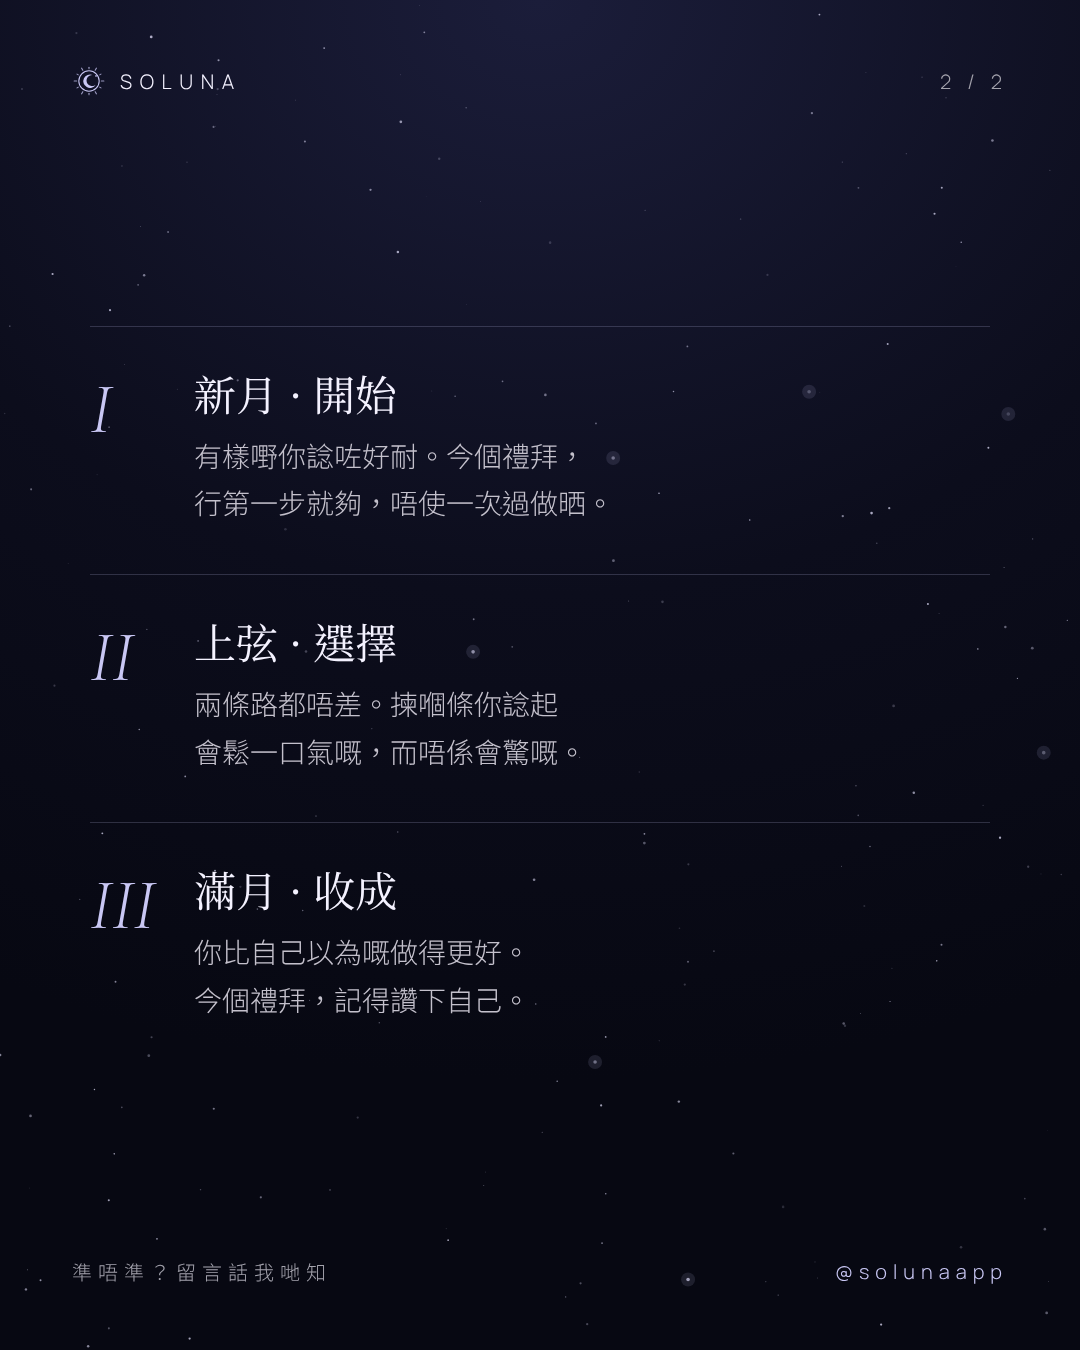 SOLUNA
2 / 2
I
新月 · 開始
有樣嘢你諗咗好耐。今個禮拜，
行第一步就夠，唔使一次過做晒。
II
上弦 · 選擇
兩條路都唔差。揀嗰條你諗起
會鬆一口氣嘅，而唔係會驚嘅。
III
滿月 · 收成
你比自己以為嘅做得更好。
今個禮拜，記得讚下自己。
準唔準？留言話我哋知
@solunaapp